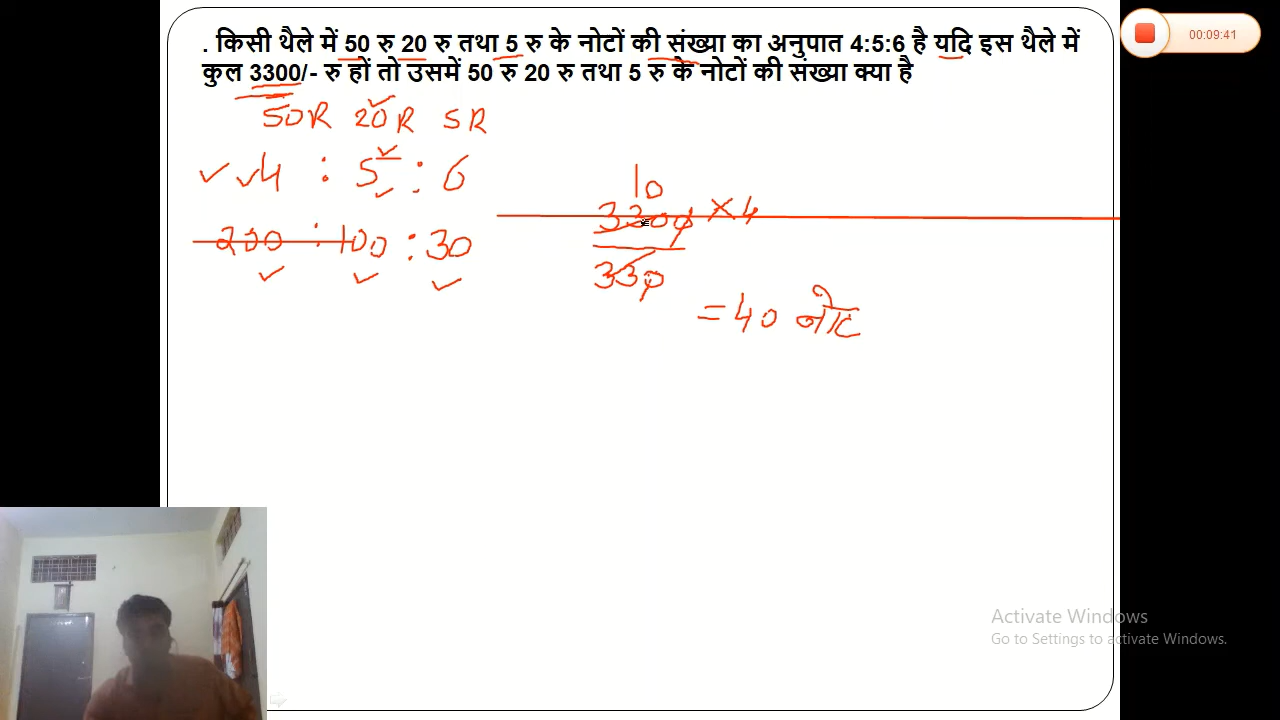 . किसी थैले में 50 रु 20 रु तथा 5 रु के नोटों की संख्या का अनुपात 4:5:6 है यदि इस थैले में
कुल 3300/- रु हों तो उसमें 50 रु 20 रु तथा 5 रु के नोटों की संख्या क्या है
00:09:41
50R 20R 5R
4 : 5 : 6
200 : 100 : 30
10
3300 × 4
330
= 40 नोट
Activate Windows
Go to Settings to activate Windows.